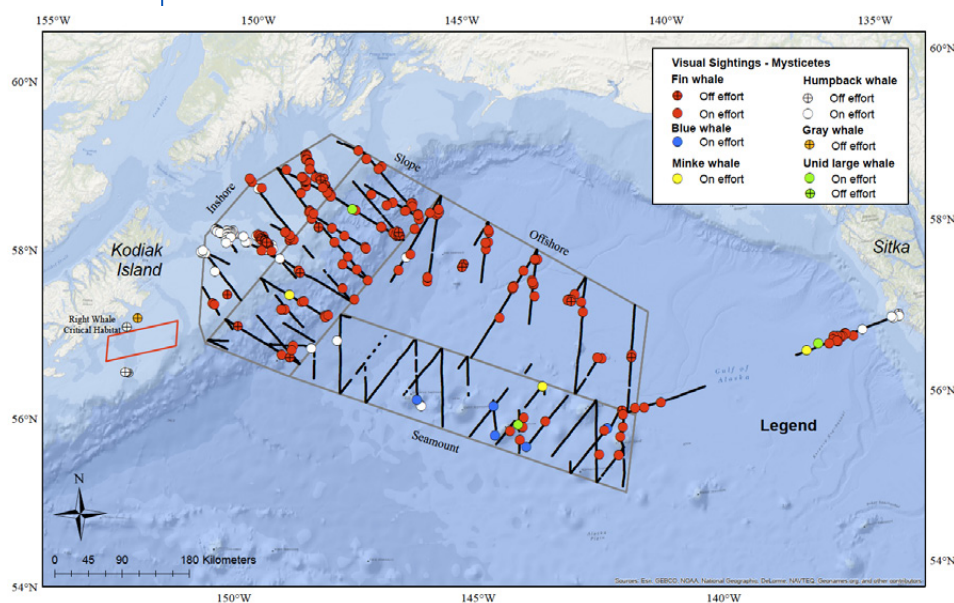 155°W 150°W 145°W 140°W 135°W
60°N 60°N
Visual Sightings - Mysticetes
Fin whale Humpback whale
Off effort Off effort
On effort On effort
Blue whale Gray whale
On effort Off effort
Minke whale Unid large whale
On effort On effort
Off effort
Slope
Inshore
58°N 58°N
Kodiak
Island
Offshore
Sitka
Right Whale
Critical Habitat
Gulf of
Alaska
56°N 56°N
Legend
Seamount
N
0 45 90 180 Kilometers
54°N 54°N
Sources: Esri, GEBCO, NOAA, National Geographic, DeLorme, NAVTEQ, Geonames.org, and other contributors
150°W 145°W 140°W